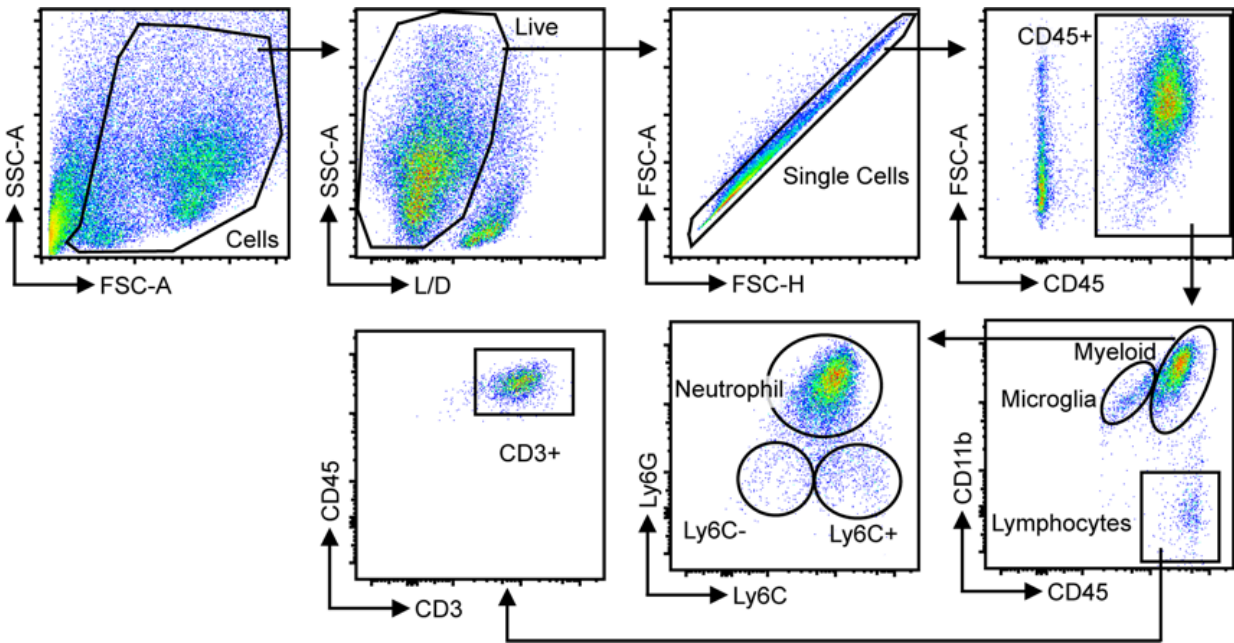 SSC-A
Cells
FSC-A
SSC-A
Live
L/D
FSC-A
Single Cells
FSC-H
FSC-A
CD45+
CD45
CD45
CD3+
CD3
Ly6G
Neutrophil
Ly6C-
Ly6C+
Ly6C
CD11b
Myeloid
Microglia
Lymphocytes
CD45